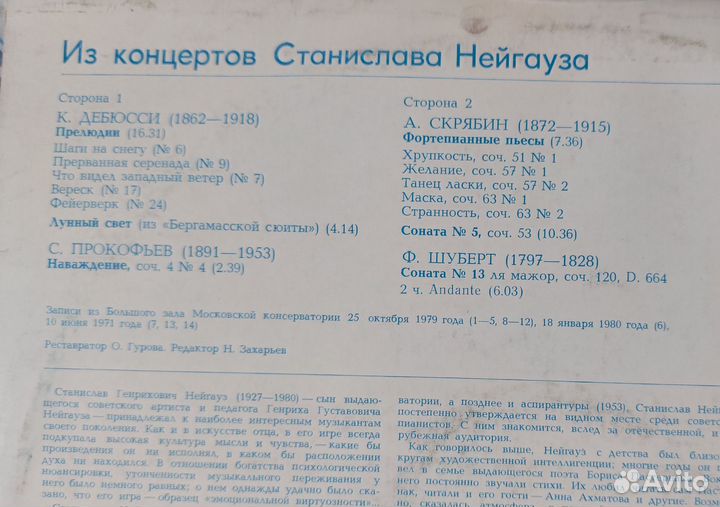 Из концертов Станислава Нейгауза
Сторона 1
К. ДЕБЮССИ (1862—1918)
Прелюдии (16.31)
Шаги на снегу (№ 6)
Прерванная серенада (№ 9)
Что видел западный ветер (№ 7)
Вереск (№ 17)
Фейерверк (№ 24)
Лунный свет (из «Бергамасской сюиты») (4.14)
С. ПРОКОФЬЕВ (1891—1953)
Наваждение, соч. 4 № 4 (2.39)
Сторона 2
А. СКРЯБИН (1872—1915)
Фортепианные пьесы (7.36)
Хрупкость, соч. 51 № 1
Желание, соч. 57 № 1
Танец ласки, соч. 57 № 2
Маска, соч. 63 № 1
Странность, соч. 63 № 2
Соната № 5, соч. 53 (10.36)
Ф. ШУБЕРТ (1797—1828)
Соната № 13 ля мажор, соч. 120, D. 664
2 ч. Andante (6.03)
Записи из Большого зала Московской консерватории 25 октября 1979 года (1—5, 8—12), 18 января 1980 года (6),
10 июня 1971 года (7, 13, 14)
Реставратор О. Гурова. Редактор Н. Захарьев
Станислав Генрихович Нейгауз (1927—1980) — сын выдаю-
щегося советского артиста и педагога Генриха Густавовича
Нейгауза — принадлежал к наиболее интересным музыкантам
своего поколения. Как и в искусстве отца, в его игре всегда
подкупала высокая культура мысли и чувства, — какие бы
произведения он ни исполнял, в каком бы расположении
духа ни находился. В отношении богатства психологической
нюансировки, утонченности музыкального переживания у
него было немного равных; о нем однажды удачно было ска-
зано, что его игра — образец «эмоциональной виртуозности»...
ватории, а позднее и аспирантуры (1953), Станислав Ней
постепенно утверждается на видном месте среди совет
пианистов. С ним знакомится, вслед за отечественной,
рубежная аудитория.
Как говорилось выше, Нейгауз с детства был близо
кругам художественной интеллигенции;
вел в семье выдающегося поэта Борис
него постоянно звучали стихи. Их люб
нак, читали и его гости — Анна Ахматова и другие.
но, сказалась атмосфера
Avito